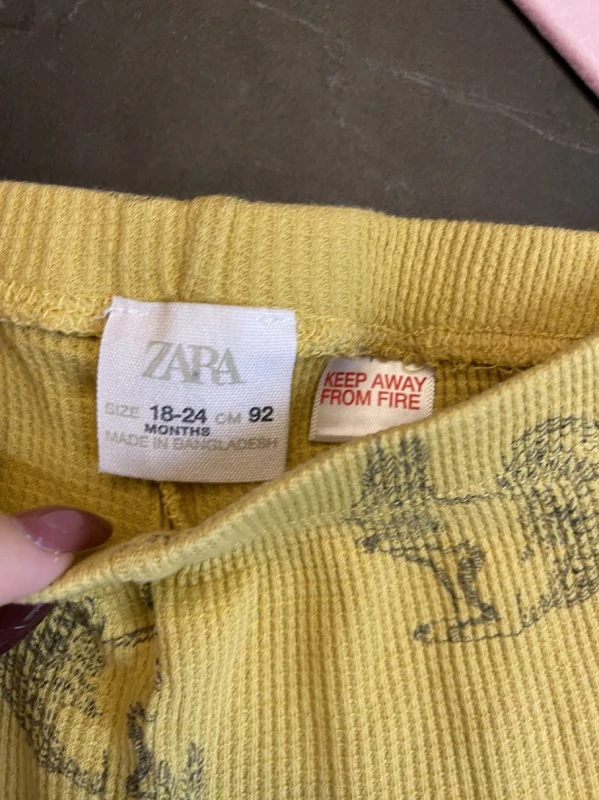 ZARA
SIZE 18-24 CM 92
MONTHS
MADE IN BANGLADESH
KEEP AWAY
FROM FIRE